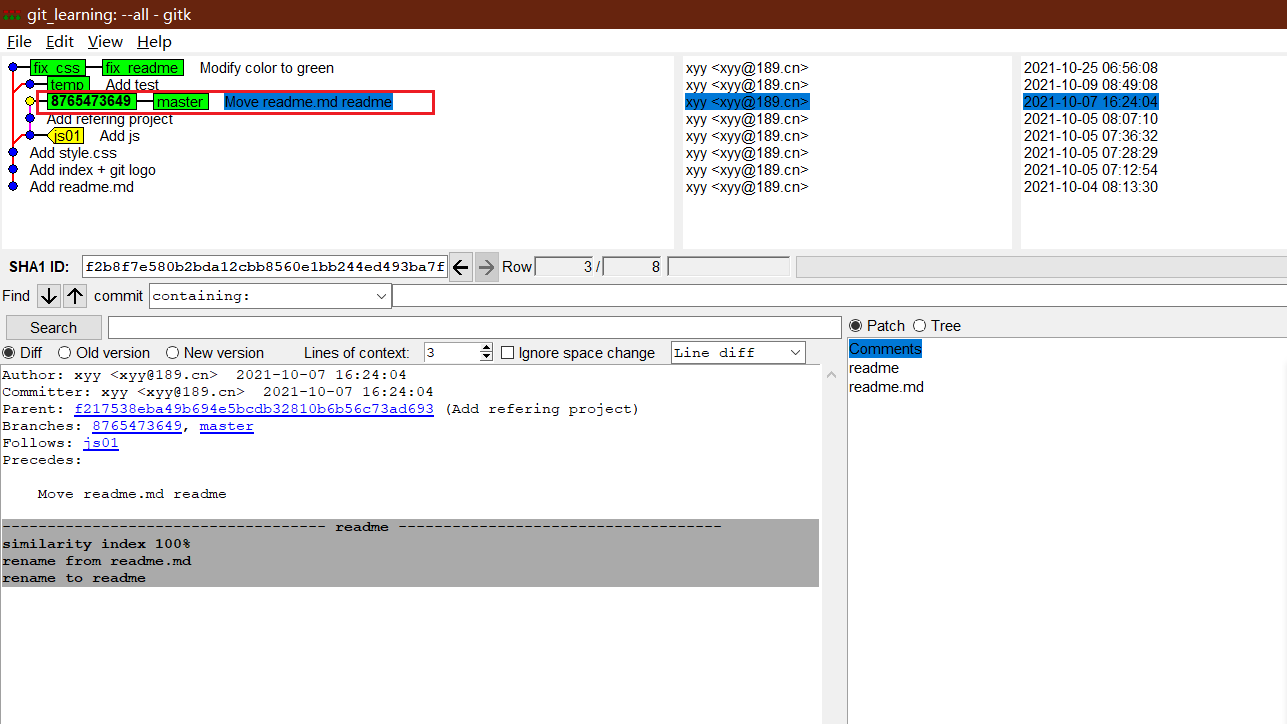 git_learning: --all - gitk
File Edit View Help
fix_css fix_readme Modify color to green xyy <xyy@189.cn> 2021-10-25 06:56:08
temp Add test xyy <xyy@189.cn> 2021-10-09 08:49:08
8765473649 master Move readme.md readme xyy <xyy@189.cn> 2021-10-07 16:24:04
Add refering project xyy <xyy@189.cn> 2021-10-05 08:07:10
js01 Add js xyy <xyy@189.cn> 2021-10-05 07:36:32
Add style.css xyy <xyy@189.cn> 2021-10-05 07:28:29
Add index + git logo xyy <xyy@189.cn> 2021-10-05 07:12:54
Add readme.md xyy <xyy@189.cn> 2021-10-04 08:13:30
SHA1 ID: f2b8f7e580b2bda12cbb8560e1bb244ed493ba7f Row 3 / 8
Find commit containing:
Search
Patch Tree
Diff Old version New version Lines of context: 3 Ignore space change Line diff
Comments
readme
readme.md
Author: xyy <xyy@189.cn> 2021-10-07 16:24:04
Committer: xyy <xyy@189.cn> 2021-10-07 16:24:04
Parent: f217538eba49b694e5bcdb32810b6b56c73ad693 (Add refering project)
Branches: 8765473649, master
Follows: js01
Precedes:
Move readme.md readme
------------------------------------ readme ------------------------------------
similarity index 100%
rename from readme.md
rename to readme